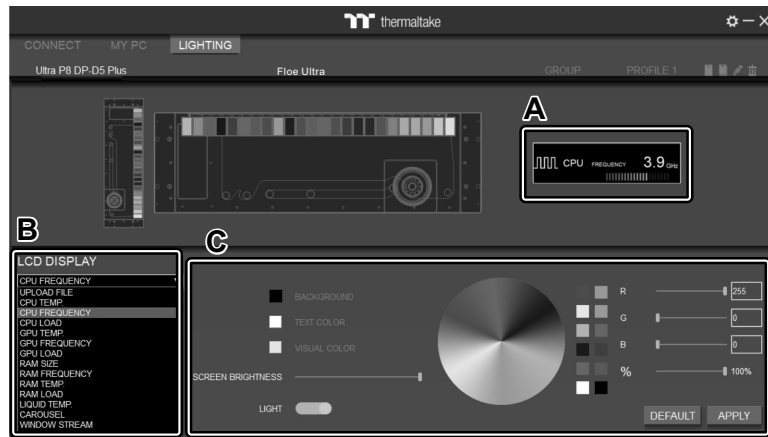 thermaltake
CONNECT MY PC LIGHTING
Ultra P8 DP-D5 Plus Floe Ultra GROUP PROFILE 1
A
CPU FREQUENCY 3.9 GHz
B
C
LCD DISPLAY
CPU FREQUENCY
UPLOAD FILE
CPU TEMP.
CPU FREQUENCY
CPU LOAD
GPU TEMP.
GPU FREQUENCY
GPU LOAD
RAM SIZE
RAM FREQUENCY
RAM TEMP.
RAM LOAD
LIQUID TEMP.
CAROUSEL
WINDOW STREAM
BACKGROUND
TEXT COLOR
VISUAL COLOR
SCREEN BRIGHTNESS
LIGHT
R 255
G 0
B 0
% 100%
DEFAULT APPLY